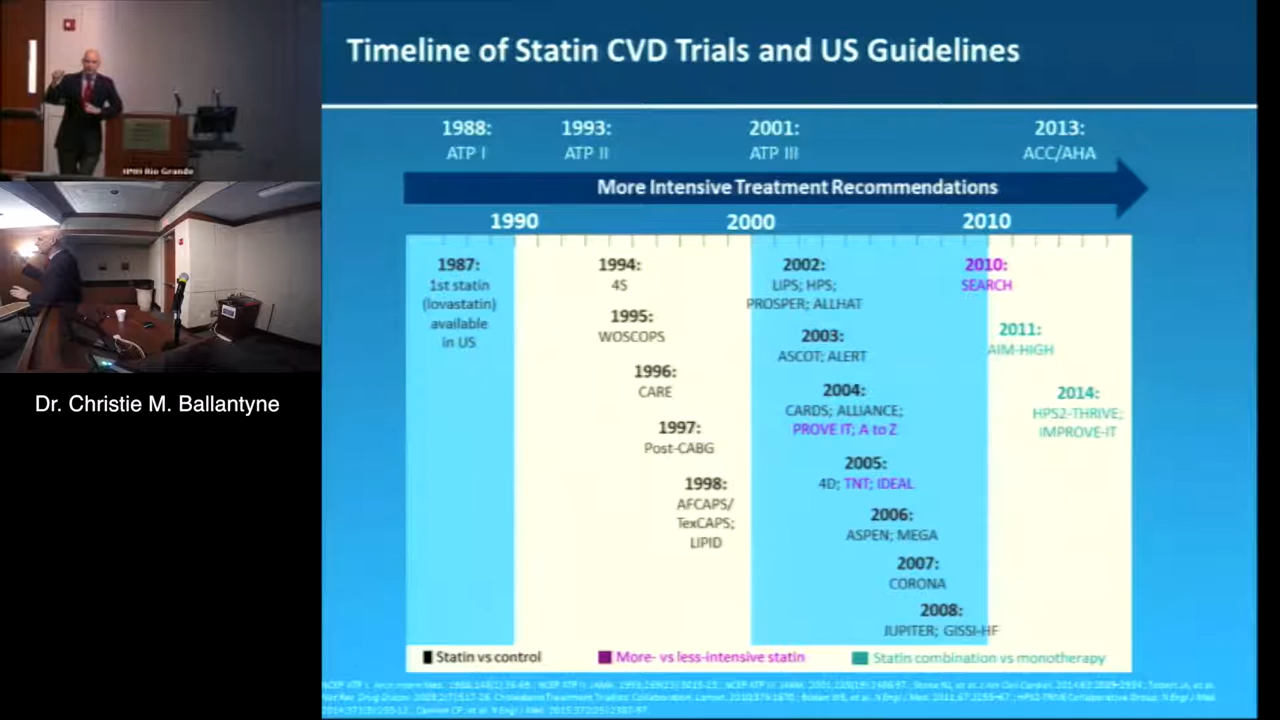 Timeline of Statin CVD Trials and US Guidelines
1988:
ATP I
1993:
ATP II
2001:
ATP III
2013:
ACC/AHA
More Intensive Treatment Recommendations
1990
2000
2010
1987:
1st statin
(lovastatin)
available
in US
1994:
4S
1995:
WOSCOPS
1996:
CARE
1997:
Post-CABG
1998:
AFCAPS/
TexCAPS;
LIPID
2002:
LIPS; HPS;
PROSPER; ALLHAT
2003:
ASCOT; ALERT
2004:
CARDS; ALLIANCE;
PROVE IT; A to Z
2005:
4D; TNT; IDEAL
2006:
ASPEN; MEGA
2007:
CORONA
2008:
JUPITER; GISSI-HF
2010:
SEARCH
2011:
AIM-HIGH
2014:
HPS2-THRIVE;
IMPROVE-IT
Statin vs control
More- vs less-intensive statin
Statin combination vs monotherapy
Rio Grande
Dr. Christie M. Ballantyne